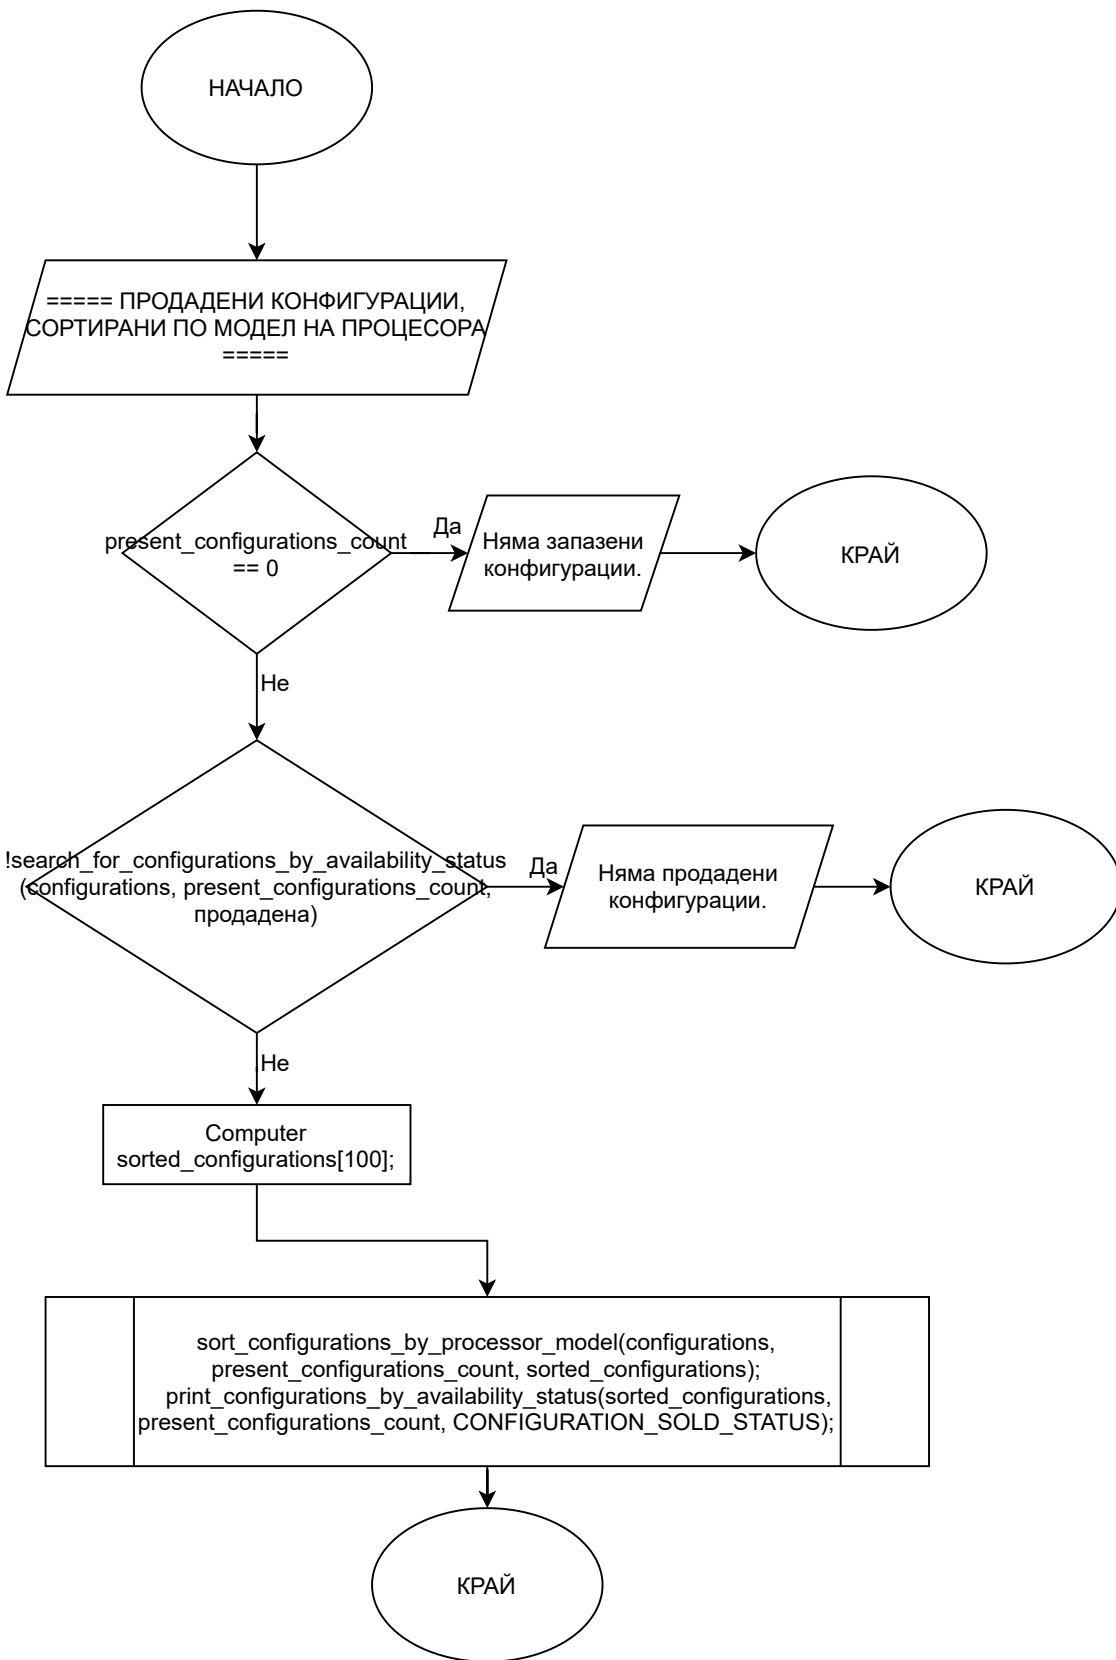 НАЧАЛО
===== ПРОДАДЕНИ КОНФИГУРАЦИИ,
СОРТИРАНИ ПО МОДЕЛ НА ПРОЦЕСОРА
=====
present_configurations_count
== 0
Да
Няма запазени
конфигурации.
КРАЙ
Не
!search_for_configurations_by_availability_status
(configurations, present_configurations_count,
продадена)
Да
Няма продадени
конфигурации.
КРАЙ
Не
Computer
sorted_configurations[100];
sort_configurations_by_processor_model(configurations,
present_configurations_count, sorted_configurations);
print_configurations_by_availability_status(sorted_configurations,
present_configurations_count, CONFIGURATION_SOLD_STATUS);
КРАЙ